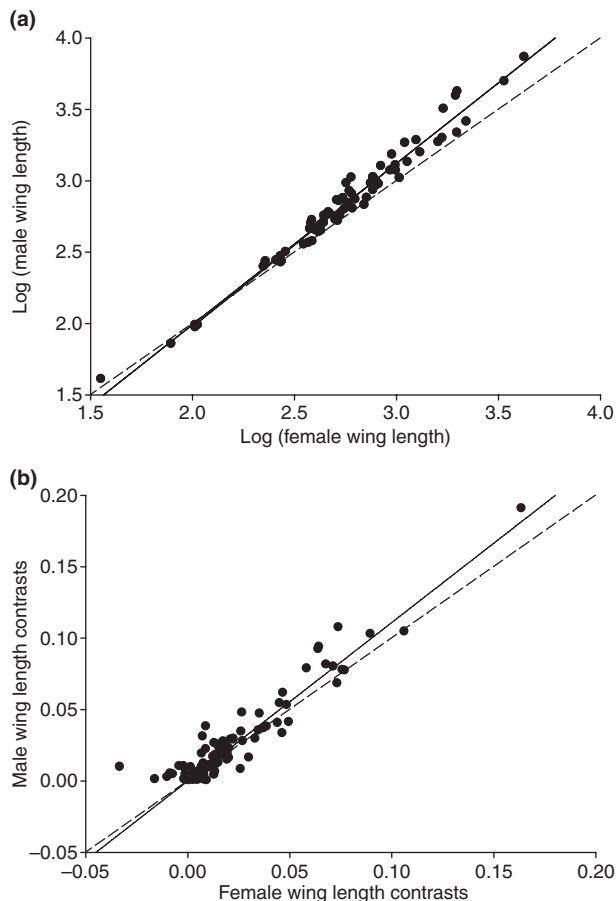 (a)
4.0
3.5
3.0
2.5
2.0
1.5
Log (male wing length)
1.5 2.0 2.5 3.0 3.5 4.0
Log (female wing length)
(b)
0.20
0.15
0.10
0.05
0.00
−0.05
Male wing length contrasts
−0.05 0.00 0.05 0.10 0.15 0.20
Female wing length contrasts